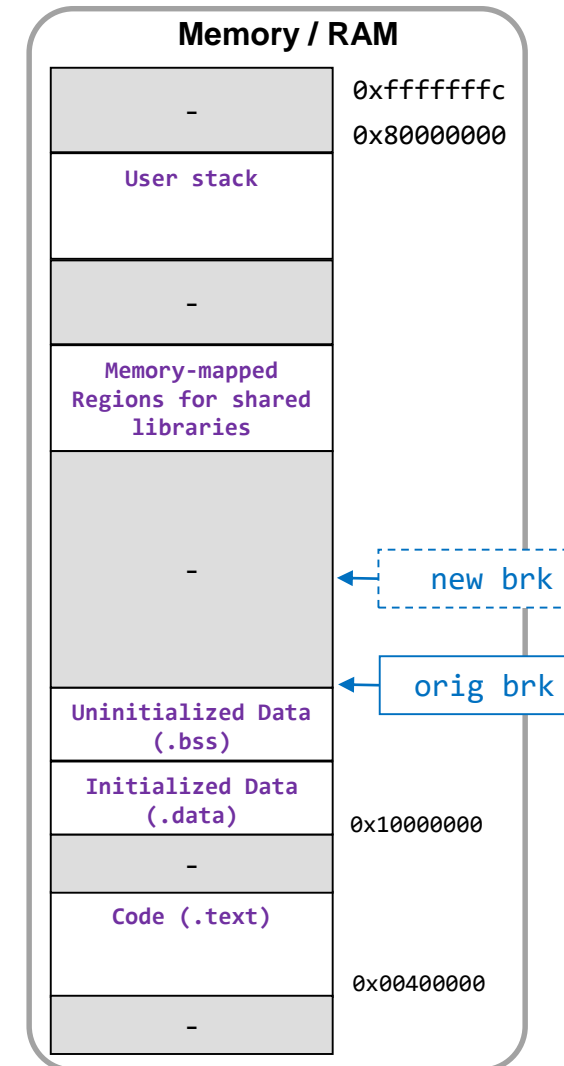 Memory / RAM
-
0xfffffffc
0x80000000
User stack
-
Memory-mapped
Regions for shared
libraries
-
new brk
orig brk
Uninitialized Data
(.bss)
Initialized Data
(.data)
0x10000000
-
Code (.text)
0x00400000
-